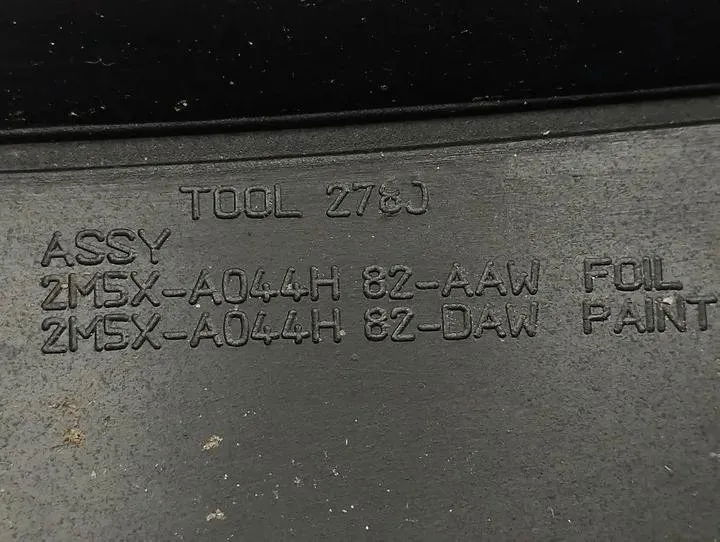 TOOL 278J
ASSY
2M5X-A044H 82-AAW FOIL
2M5X-A044H 82-DAW PAINT